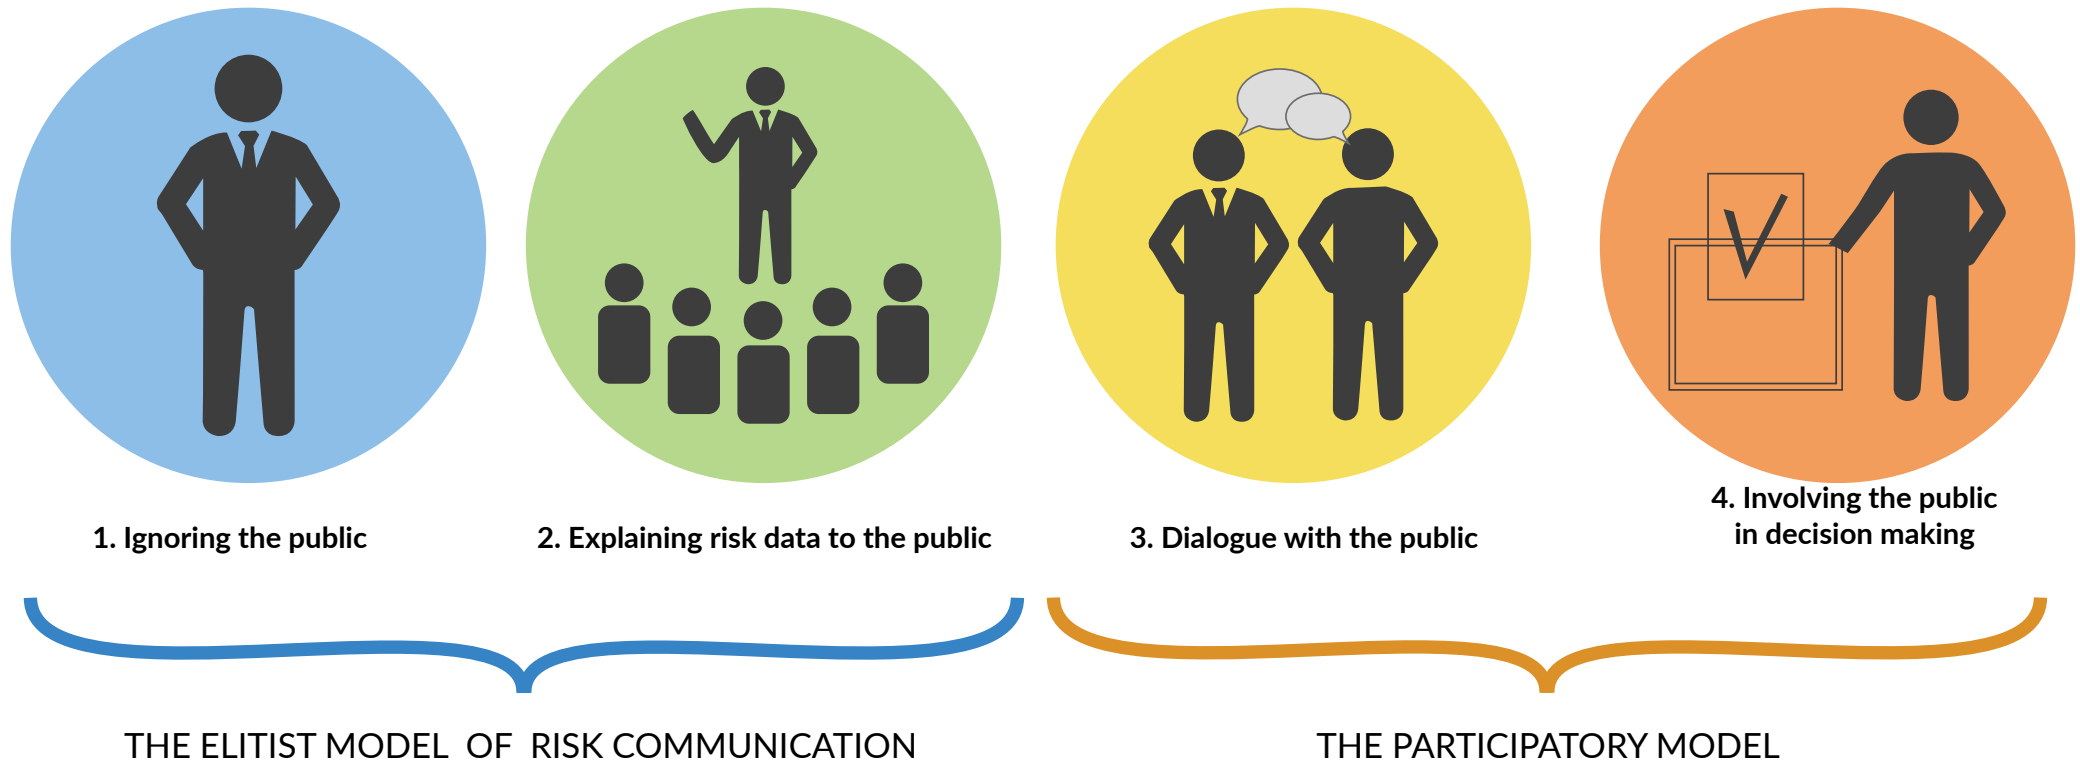 1. Ignoring the public
2. Explaining risk data to the public
3. Dialogue with the public
4. Involving the public
in decision making
THE ELITIST MODEL OF RISK COMMUNICATION
THE PARTICIPATORY MODEL